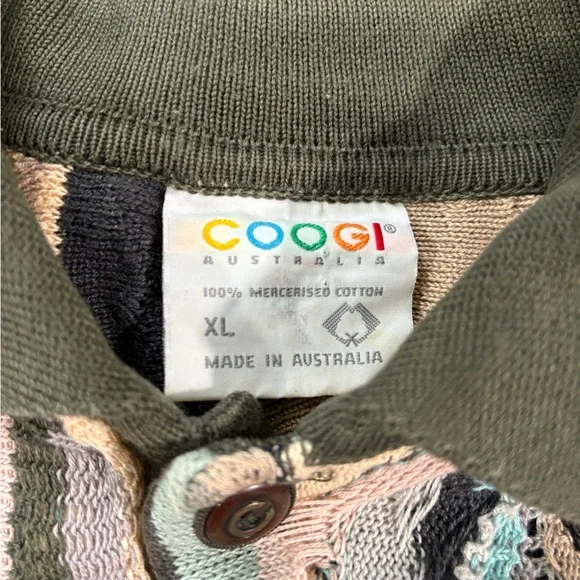 COOGI®
AUSTRALIA
100% MERCERISED COTTON
XL
MADE IN AUSTRALIA